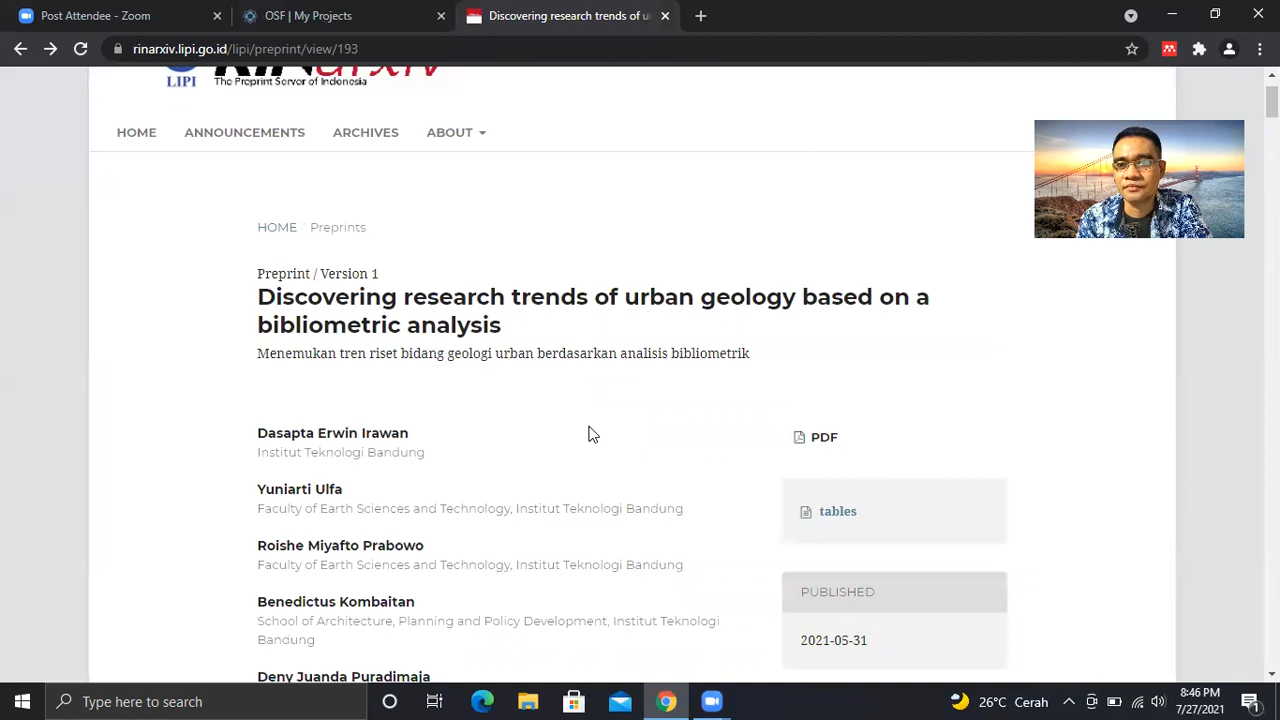 Post Attendee - Zoom
OSF | My Projects
Discovering research trends of u
rinarxiv.lipi.go.id/lipi/preprint/view/193
LIPI
The Preprint Server of Indonesia
HOME
ANNOUNCEMENTS
ARCHIVES
ABOUT
HOME
Preprints
Preprint / Version 1
Discovering research trends of urban geology based on a
bibliometric analysis
Menemukan tren riset bidang geologi urban berdasarkan analisis bibliometrik
Dasapta Erwin Irawan
Institut Teknologi Bandung
PDF
Yuniarti Ulfa
Faculty of Earth Sciences and Technology, Institut Teknologi Bandung
tables
Roishe Miyafto Prabowo
Faculty of Earth Sciences and Technology, Institut Teknologi Bandung
PUBLISHED
2021-05-31
Benedictus Kombaitan
School of Architecture, Planning and Policy Development, Institut Teknologi
Bandung
Deny Juanda Puradimaja
Type here to search
26°C Cerah
8:46 PM
7/27/2021
1